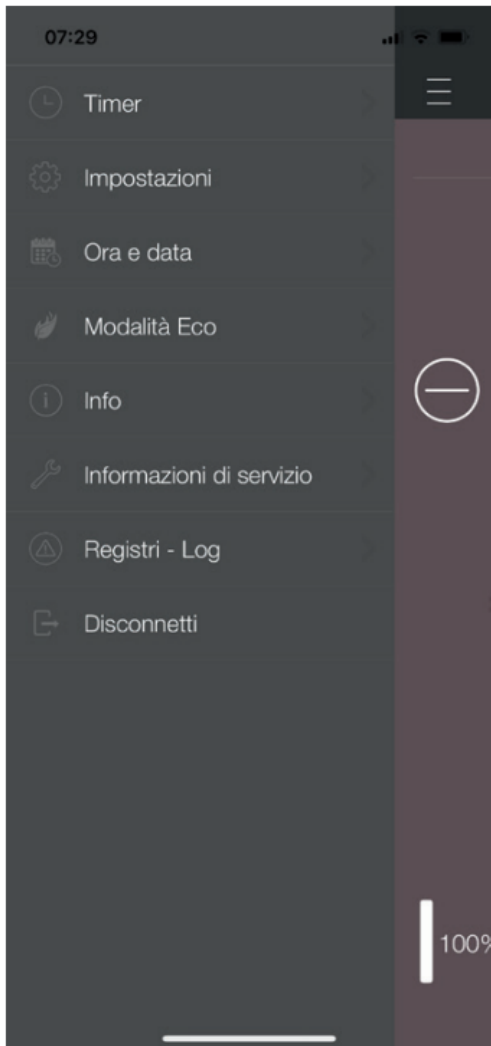 07:29
Timer
Impostazioni
Ora e data
Modalità Eco
Info
Informazioni di servizio
Registri - Log
Disconnetti
100%